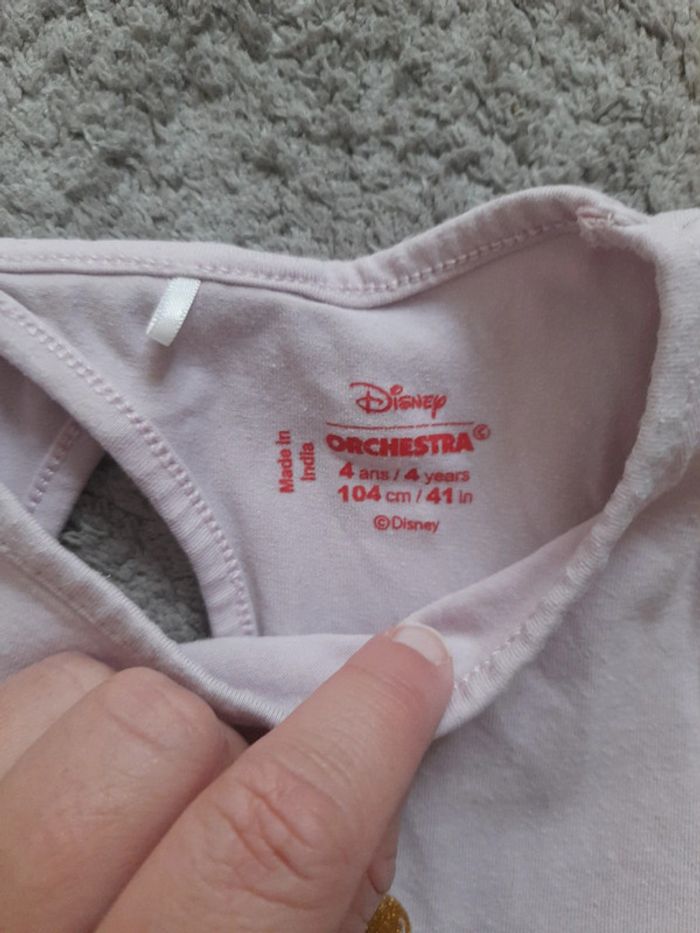 Disney
ORCHESTRA©
4 ans / 4 years
104 cm / 41 in
©Disney
Made in
India